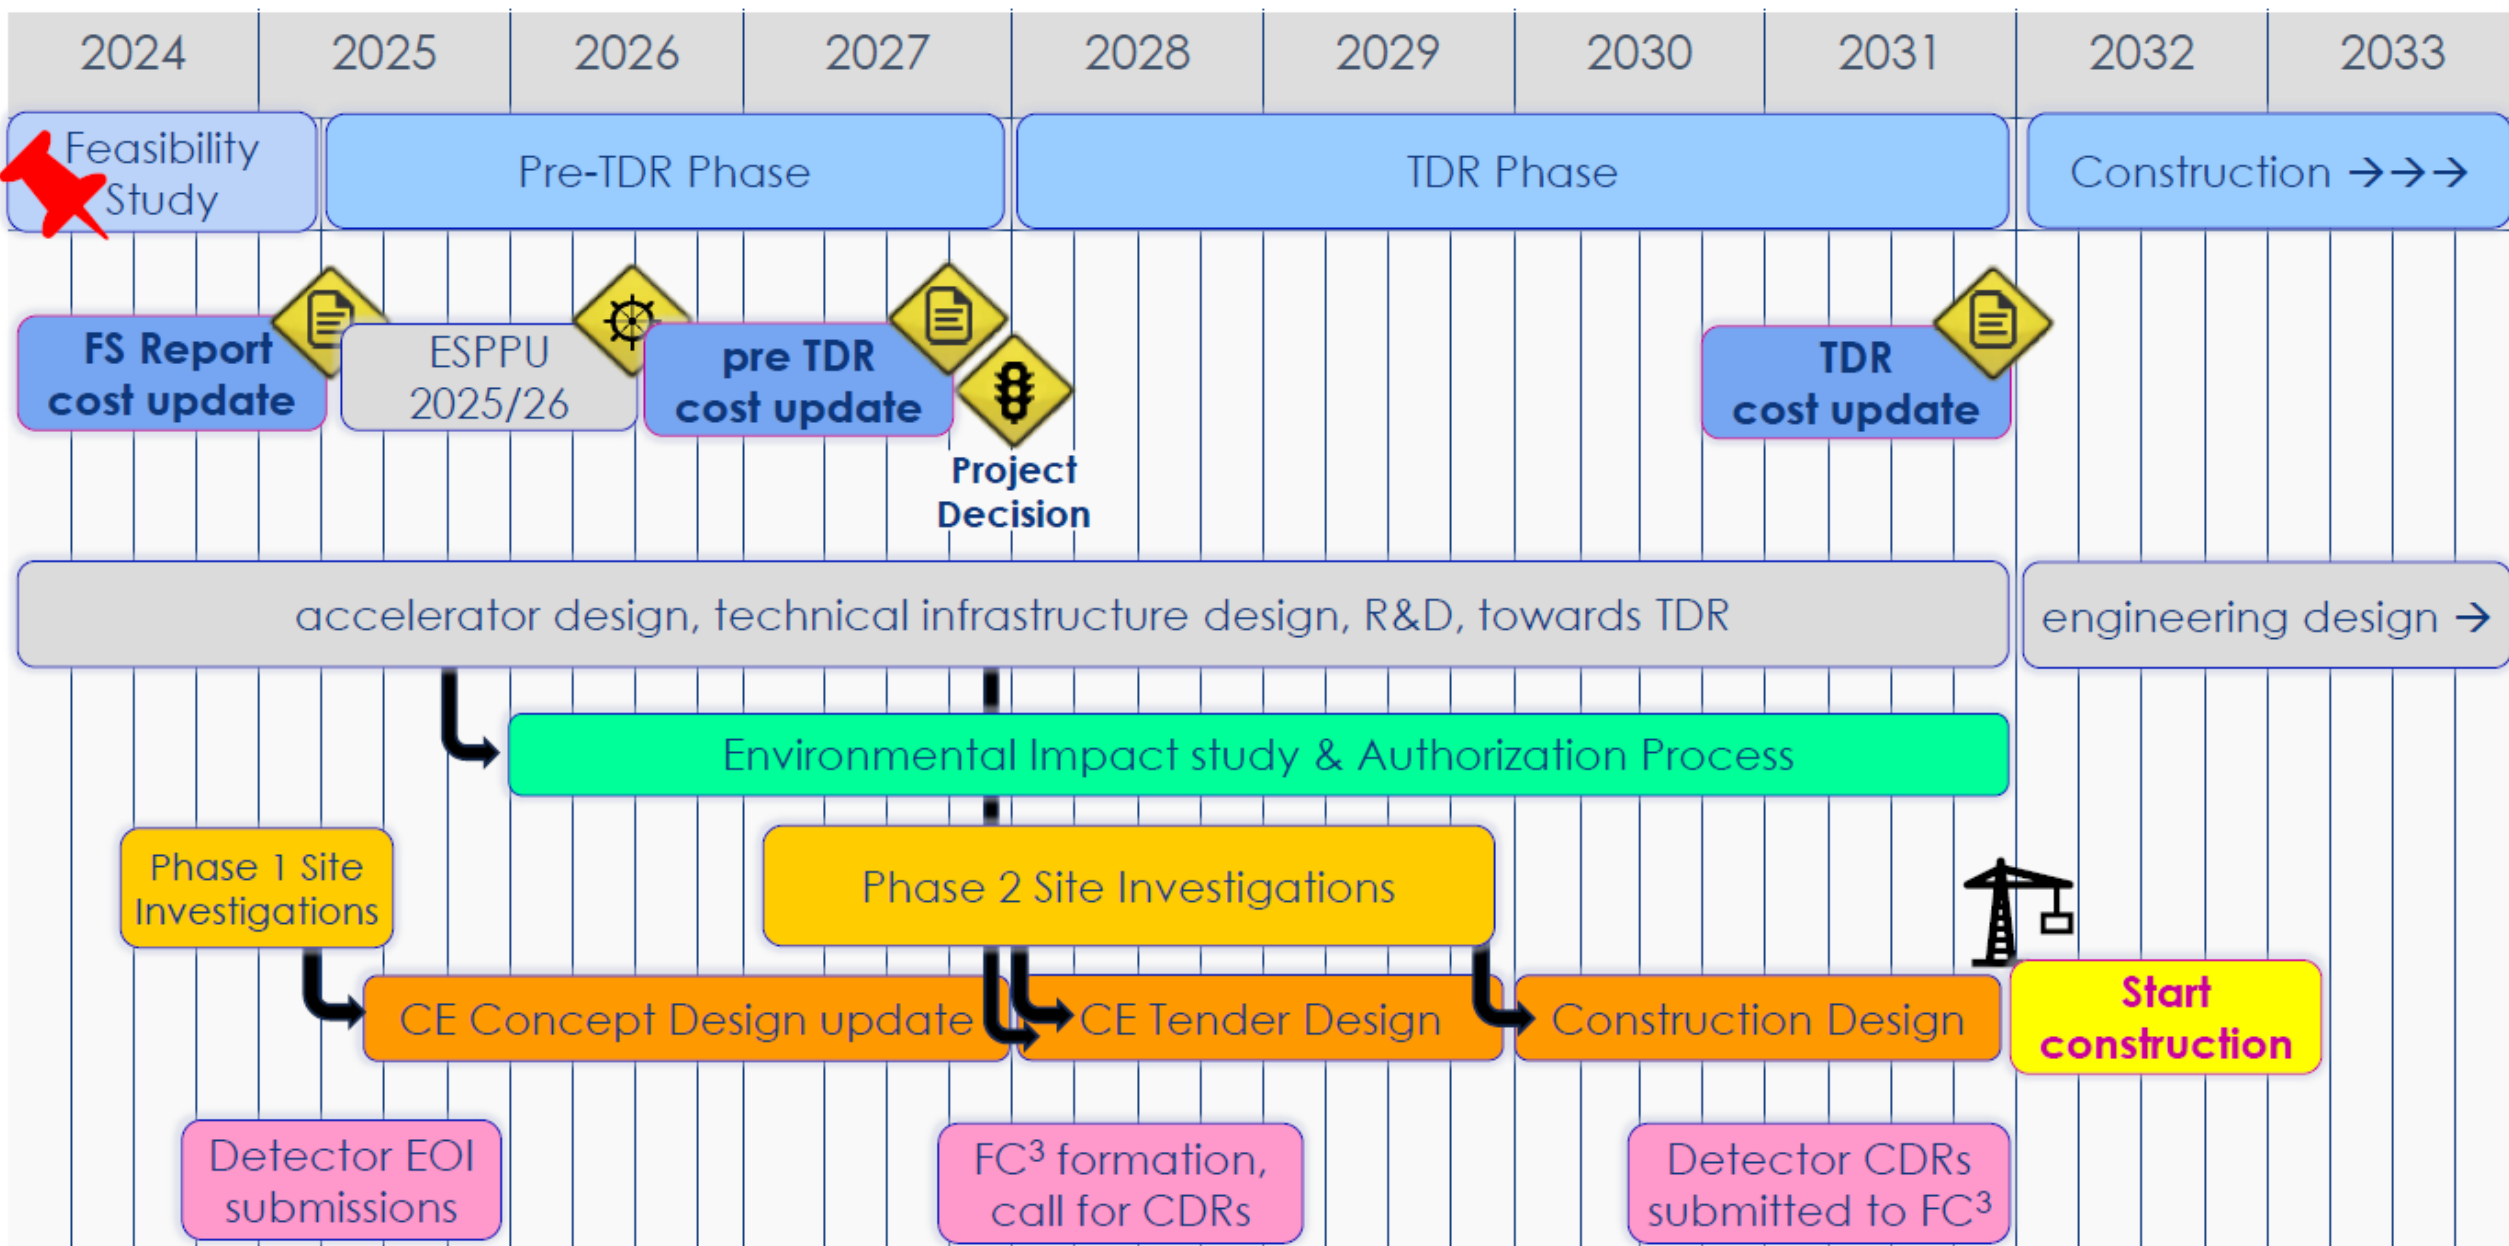 2024 2025 2026 2027 2028 2029 2030 2031 2032 2033
Feasibility
Study
Pre-TDR Phase
TDR Phase
Construction →→→
FS Report
cost update
ESPPU
2025/26
pre TDR
cost update
Project
Decision
TDR
cost update
accelerator design, technical infrastructure design, R&D, towards TDR
engineering design →
Environmental Impact study & Authorization Process
Phase 1 Site
Investigations
Phase 2 Site Investigations
CE Concept Design update
CE Tender Design
Construction Design
Start
construction
Detector EOI
submissions
FC³ formation,
call for CDRs
Detector CDRs
submitted to FC³